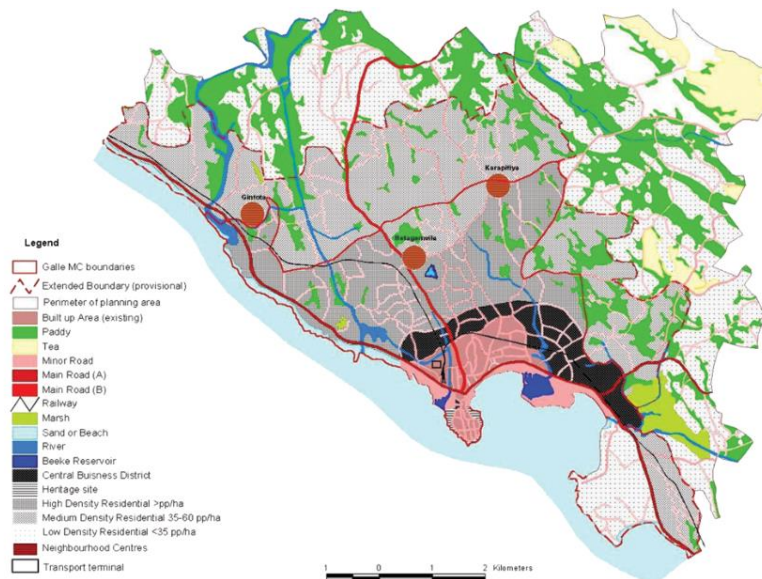 Karapitiya
Gintota
Legend
Galle MC boundaries
Extended Boundary (provisional)
Perimeter of planning area
Built up Area (existing)
Paddy
Tea
Minor Road
Main Road (A)
Main Road (B)
Railway
Marsh
Sand or Beach
River
Beeke Reservoir
Central Buisness District
Heritage site
High Density Residential >pp/ha
Medium Density Residential 35-60 pp/ha
Low Density Residential <35 pp/ha
Neighbourhood Centres
Transport terminal
1 0 1 2 Kilometers